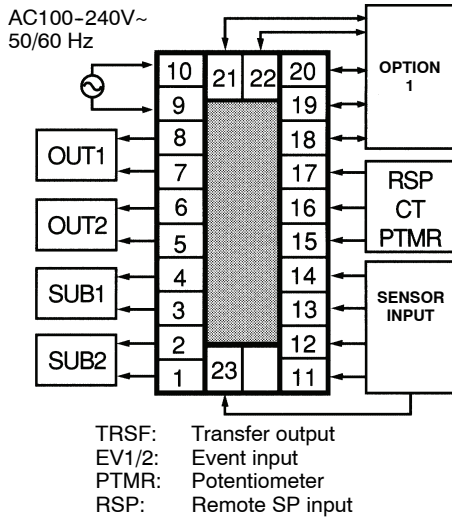 AC100-240V~
50/60 Hz
10 21 22 20
OPTION
1
9 19
OUT1 8 18
7 17
RSP
CT
PTMR
OUT2 6 16
5 15
SUB1 4 14
3 13
SENSOR
INPUT
SUB2 2 12
1 23 11
TRSF: Transfer output
EV1/2: Event input
PTMR: Potentiometer
RSP: Remote SP input